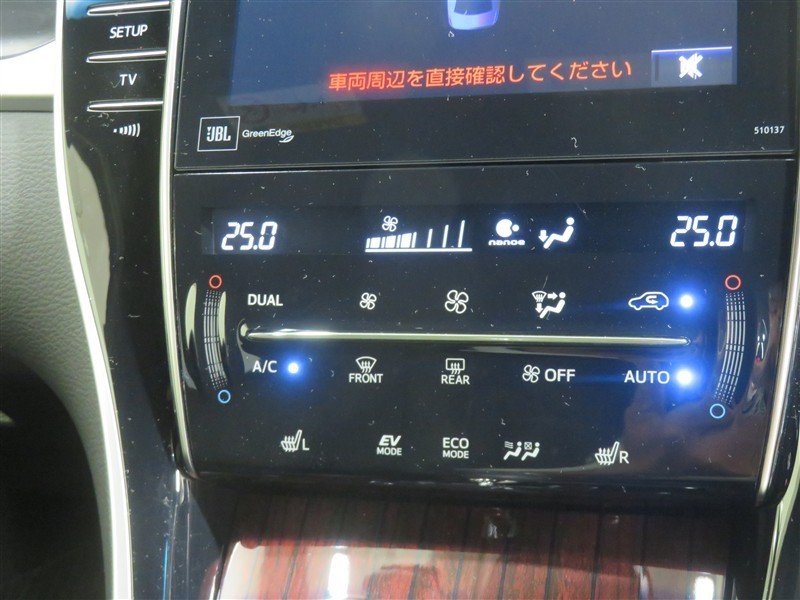 SETUP
TV
車両周辺を直接確認してください
JBL GreenEdge
510137
25.0 nanoe 25.0
DUAL
A/C FRONT REAR OFF AUTO
L EV MODE ECO MODE R